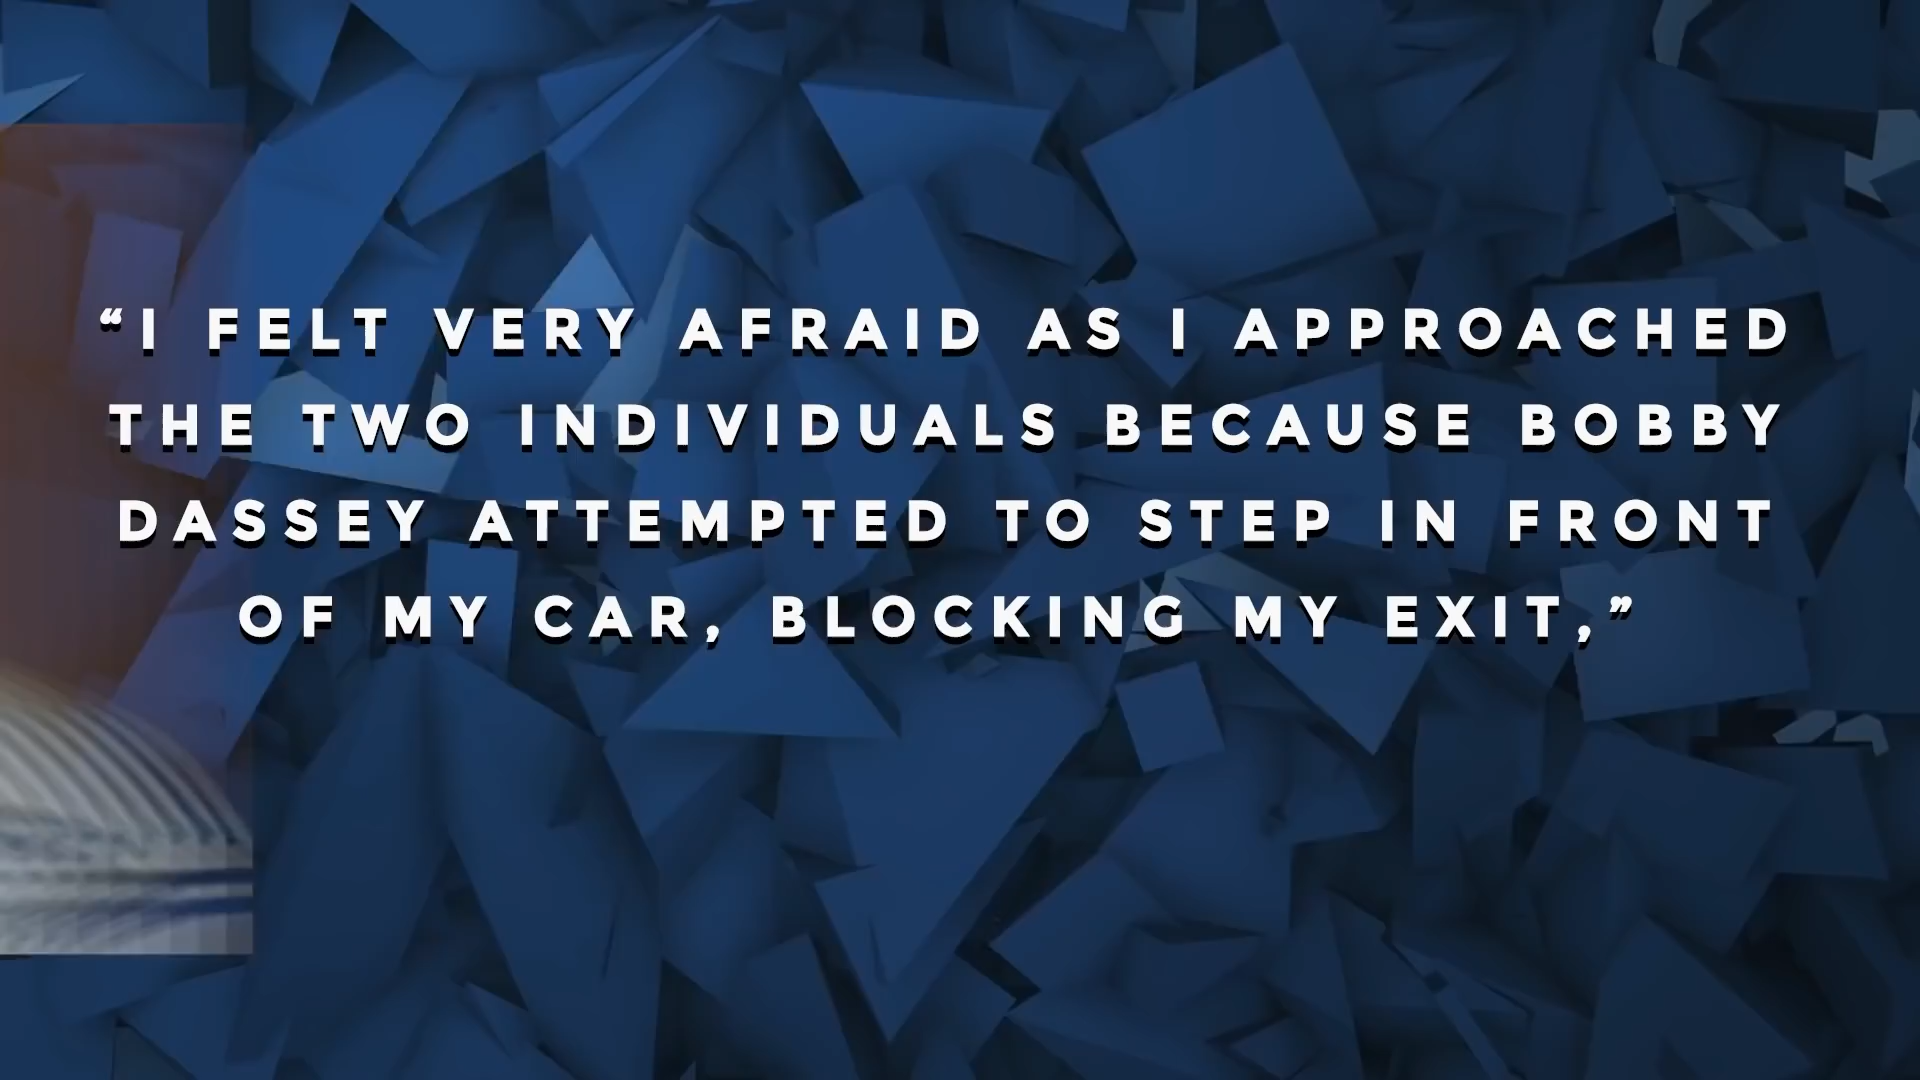 “I FELT VERY AFRAID AS I APPROACHED
THE TWO INDIVIDUALS BECAUSE BOBBY
DASSEY ATTEMPTED TO STEP IN FRONT
OF MY CAR, BLOCKING MY EXIT,”